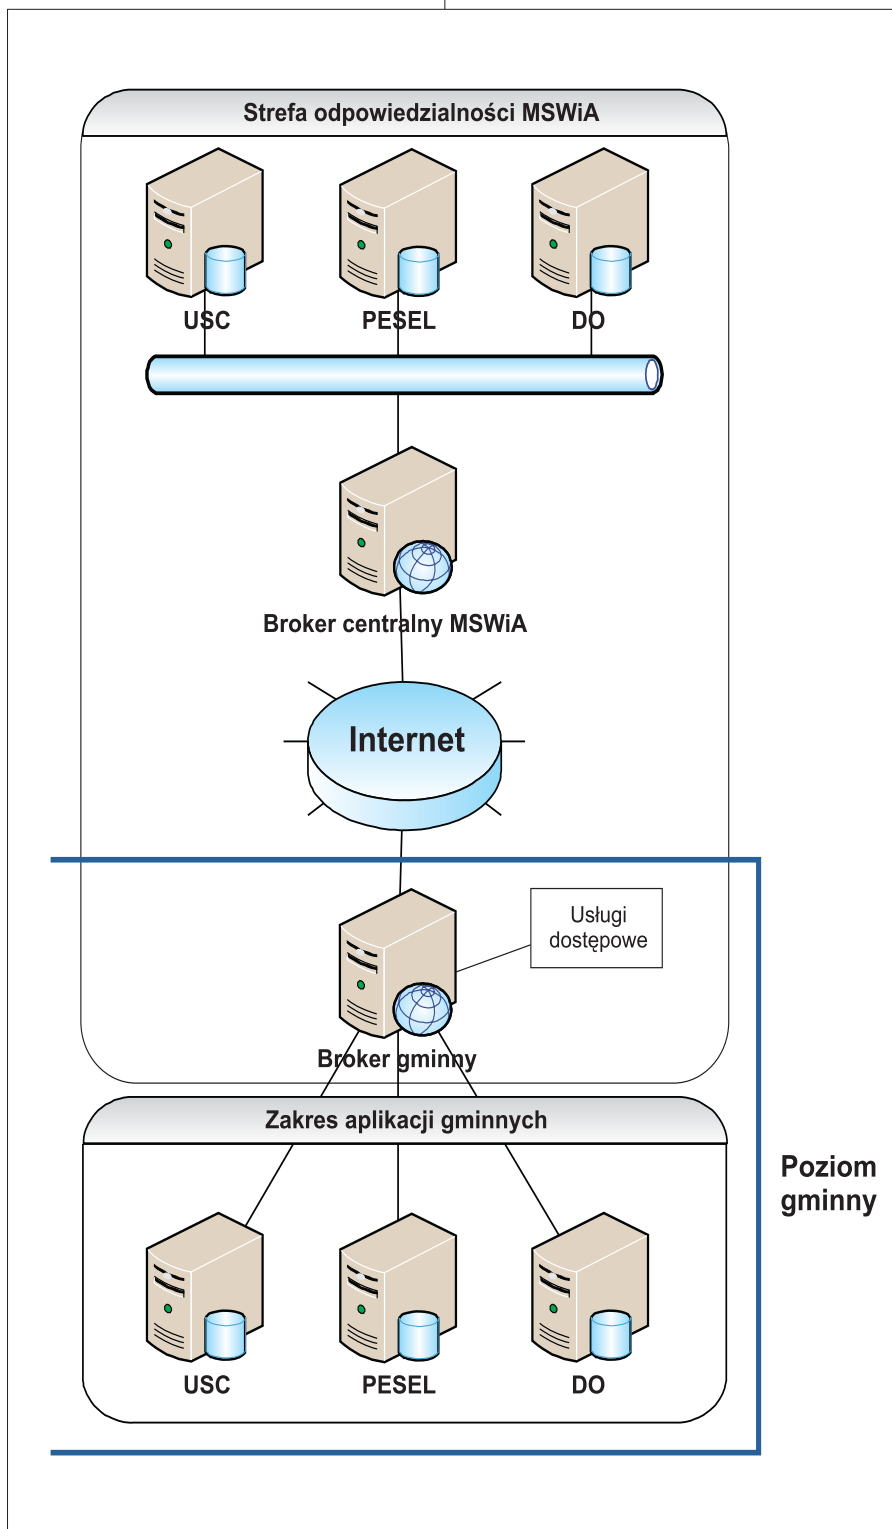 Strefa odpowiedzialności MSWiA
USC
PESEL
DO
Broker centralny MSWiA
Internet
Usługi
dostępowe
Broker gminny
Zakres aplikacji gminnych
Poziom
gminny
USC
PESEL
DO